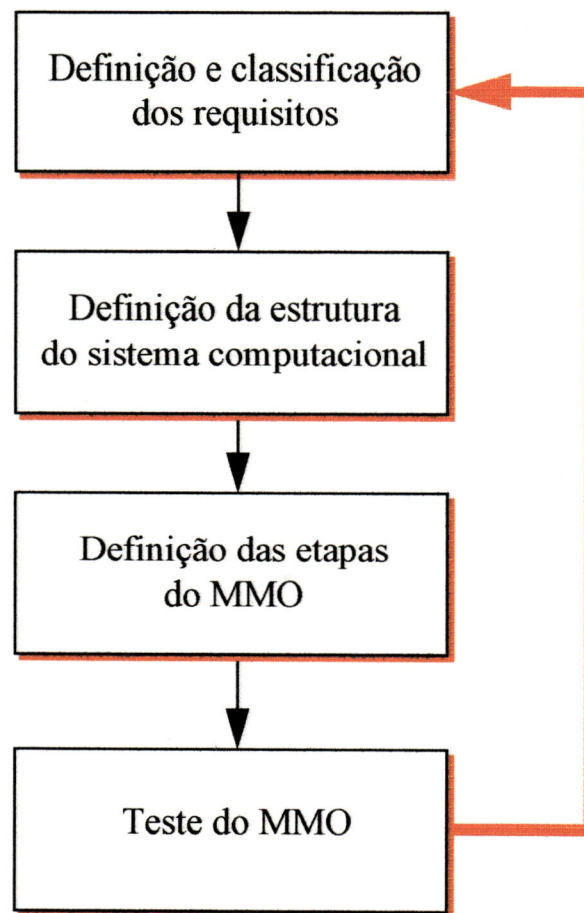 Definição e classificação
dos requisitos
Definição da estrutura
do sistema computacional
Definição das etapas
do MMO
Teste do MMO